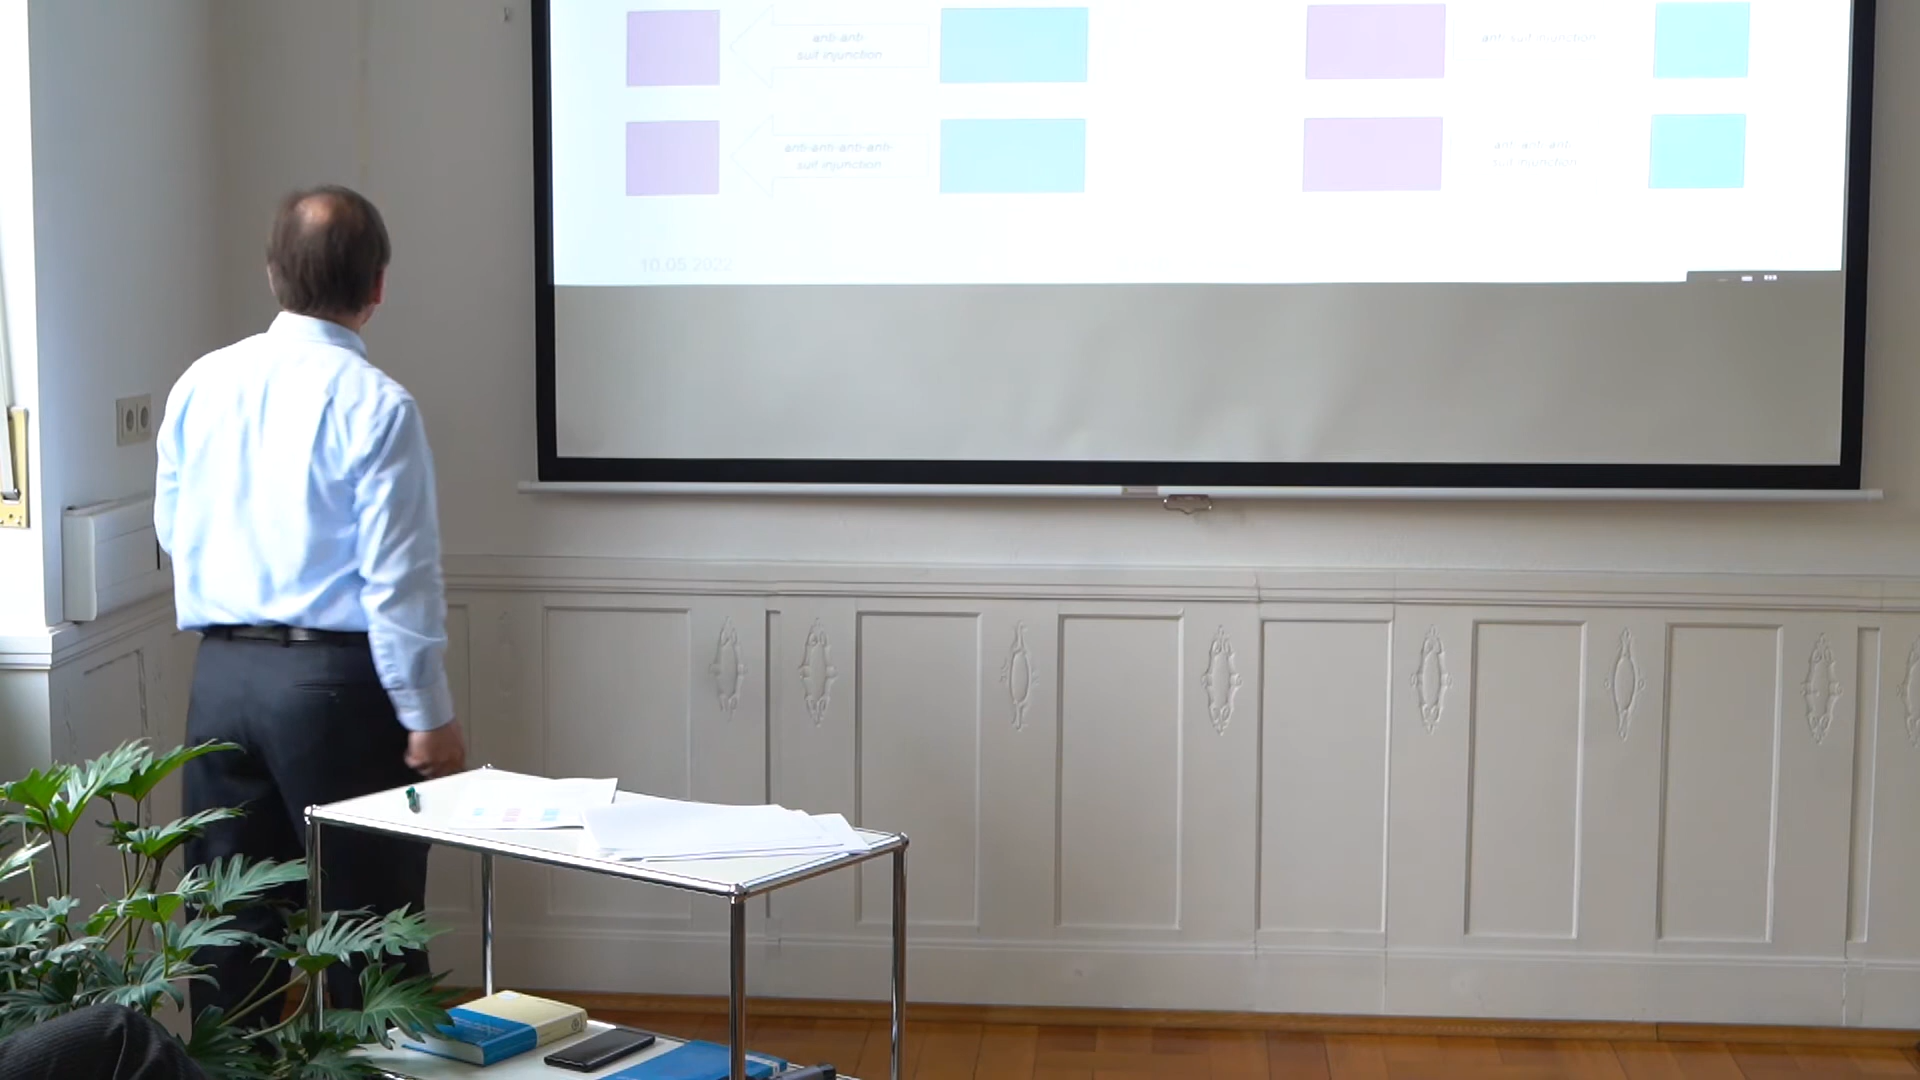 anti-anti-
suit injunction
anti-suit injunction
anti-anti-anti-anti-
suit injunction
anti-anti-anti-
suit injunction
10.05.2022